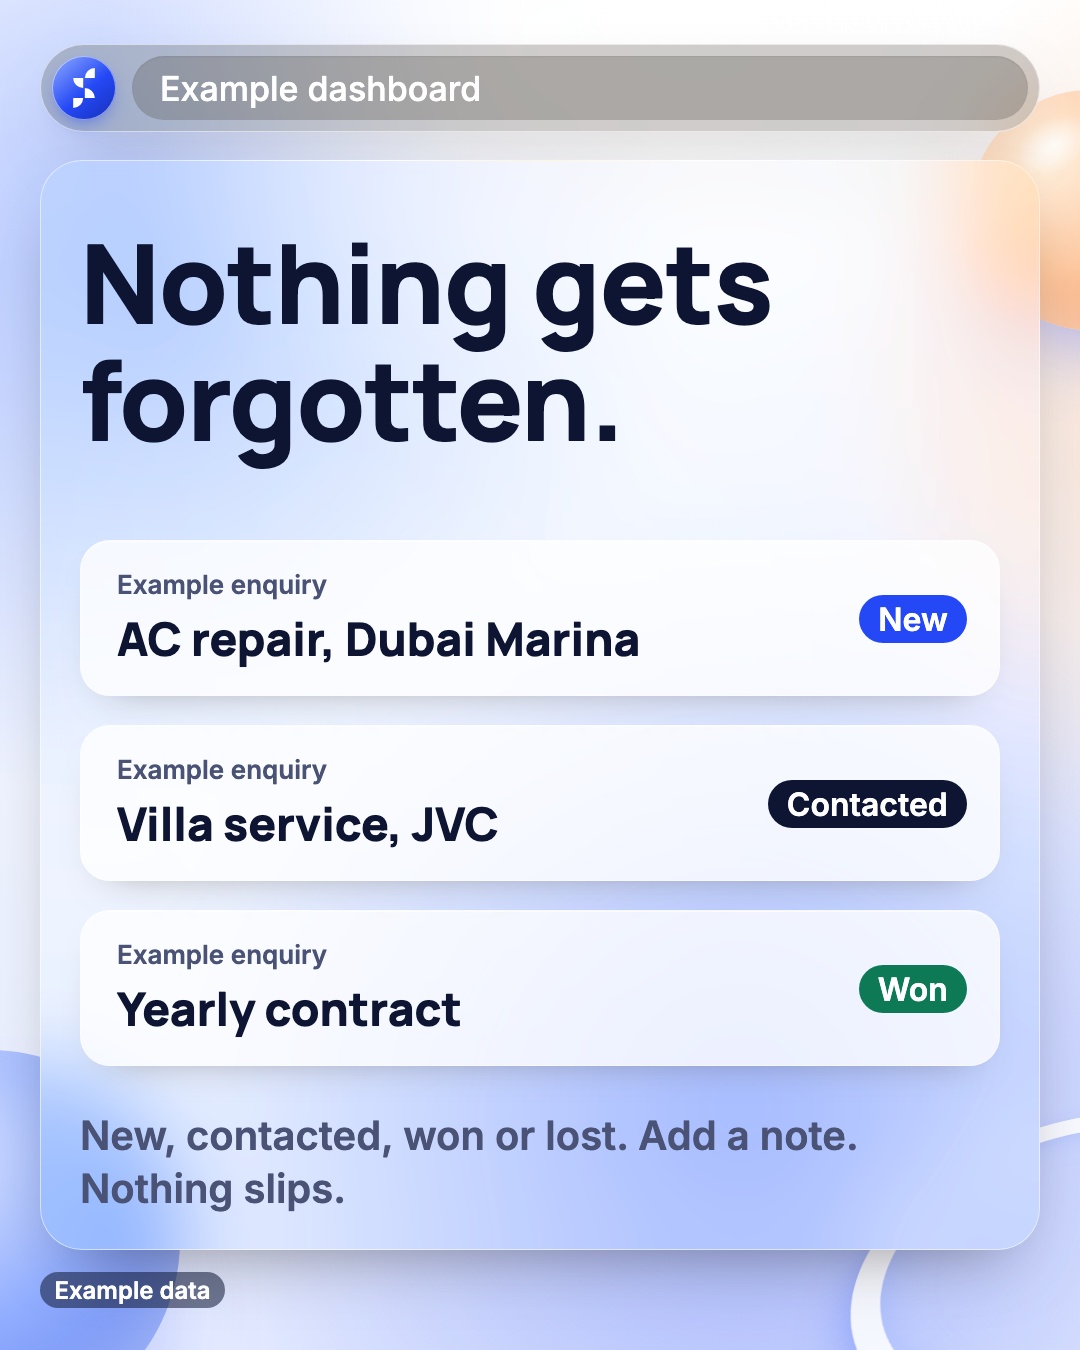 Example dashboard
Nothing gets
forgotten.
Example enquiry
AC repair, Dubai Marina
New
Example enquiry
Villa service, JVC
Contacted
Example enquiry
Yearly contract
Won
New, contacted, won or lost. Add a note.
Nothing slips.
Example data